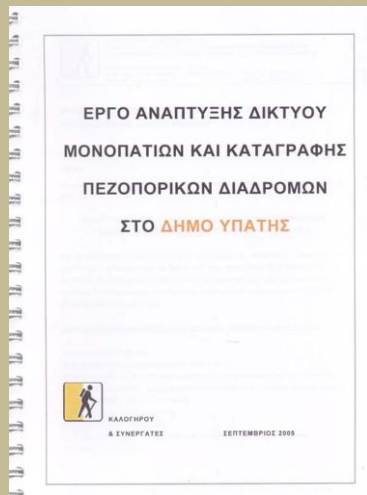 ΕΡΓΟ ΑΝΑΠΤΥΞΗΣ ΔΙΚΤΥΟΥ
ΜΟΝΟΠΑΤΙΩΝ ΚΑΙ ΚΑΤΑΓΡΑΦΗΣ
ΠΕΖΟΠΟΡΙΚΩΝ ΔΙΑΔΡΟΜΩΝ
ΣΤΟ ΔΗΜΟ ΥΠΑΤΗΣ
ΚΑΛΟΓΗΡΟΥ
& ΣΥΝΕΡΓΑΤΕΣ ΣΕΠΤΕΜΒΡΙΟΣ 2005